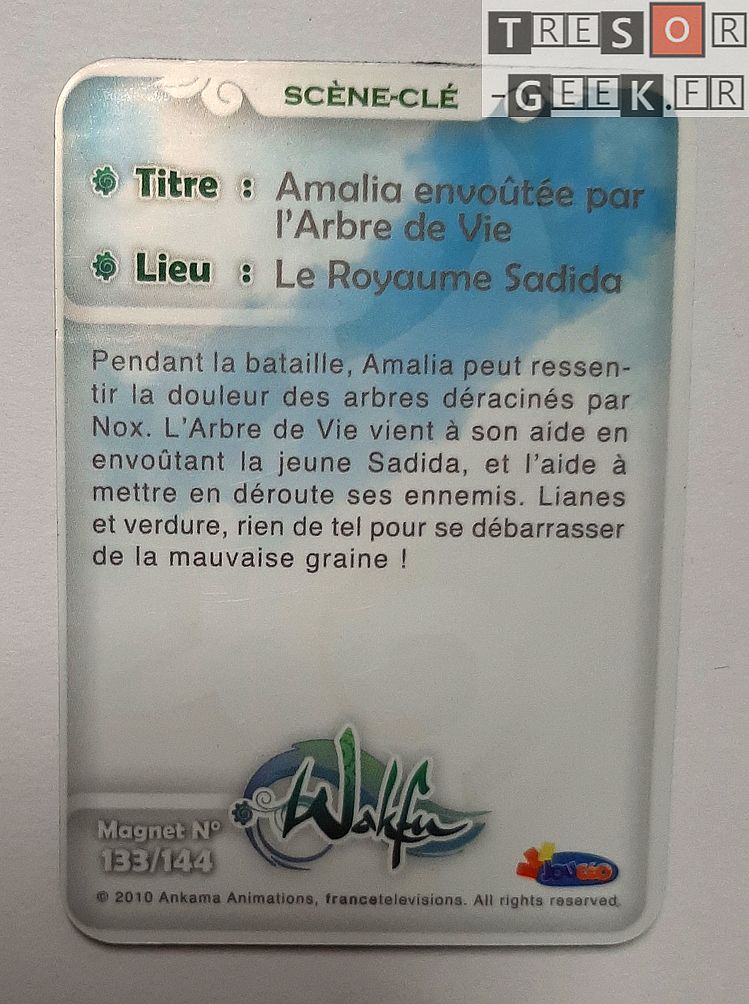 TRESOR
-GEEK.FR
SCÈNE-CLÉ
Titre : Amalia envoûtée par
l'Arbre de Vie
Lieu : Le Royaume Sadida
Pendant la bataille, Amalia peut ressen-
tir la douleur des arbres déracinés par
Nox. L'Arbre de Vie vient à son aide en
envoûtant la jeune Sadida, et l'aide à
mettre en déroute ses ennemis. Lianes
et verdure, rien de tel pour se débarrasser
de la mauvaise graine !
Wakfu
Magnet N°
133/144
© 2010 Ankama Animations, francetelevisions. All rights reserved.